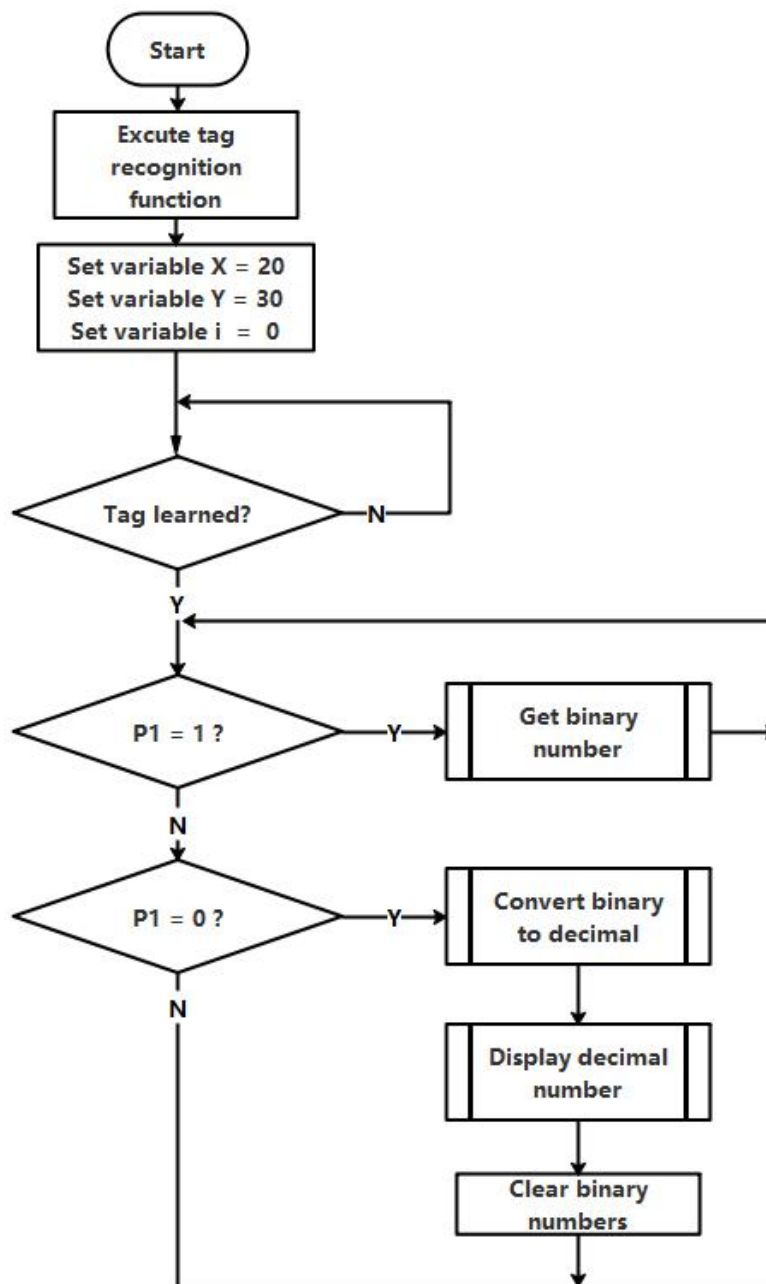 Start
Excute tag
recognition
function
Set variable X = 20
Set variable Y = 30
Set variable i = 0
Tag learned?
N
Y
P1 = 1 ?
Y
Get binary
number
N
P1 = 0 ?
Y
Convert binary
to decimal
N
Display decimal
number
Clear binary
numbers